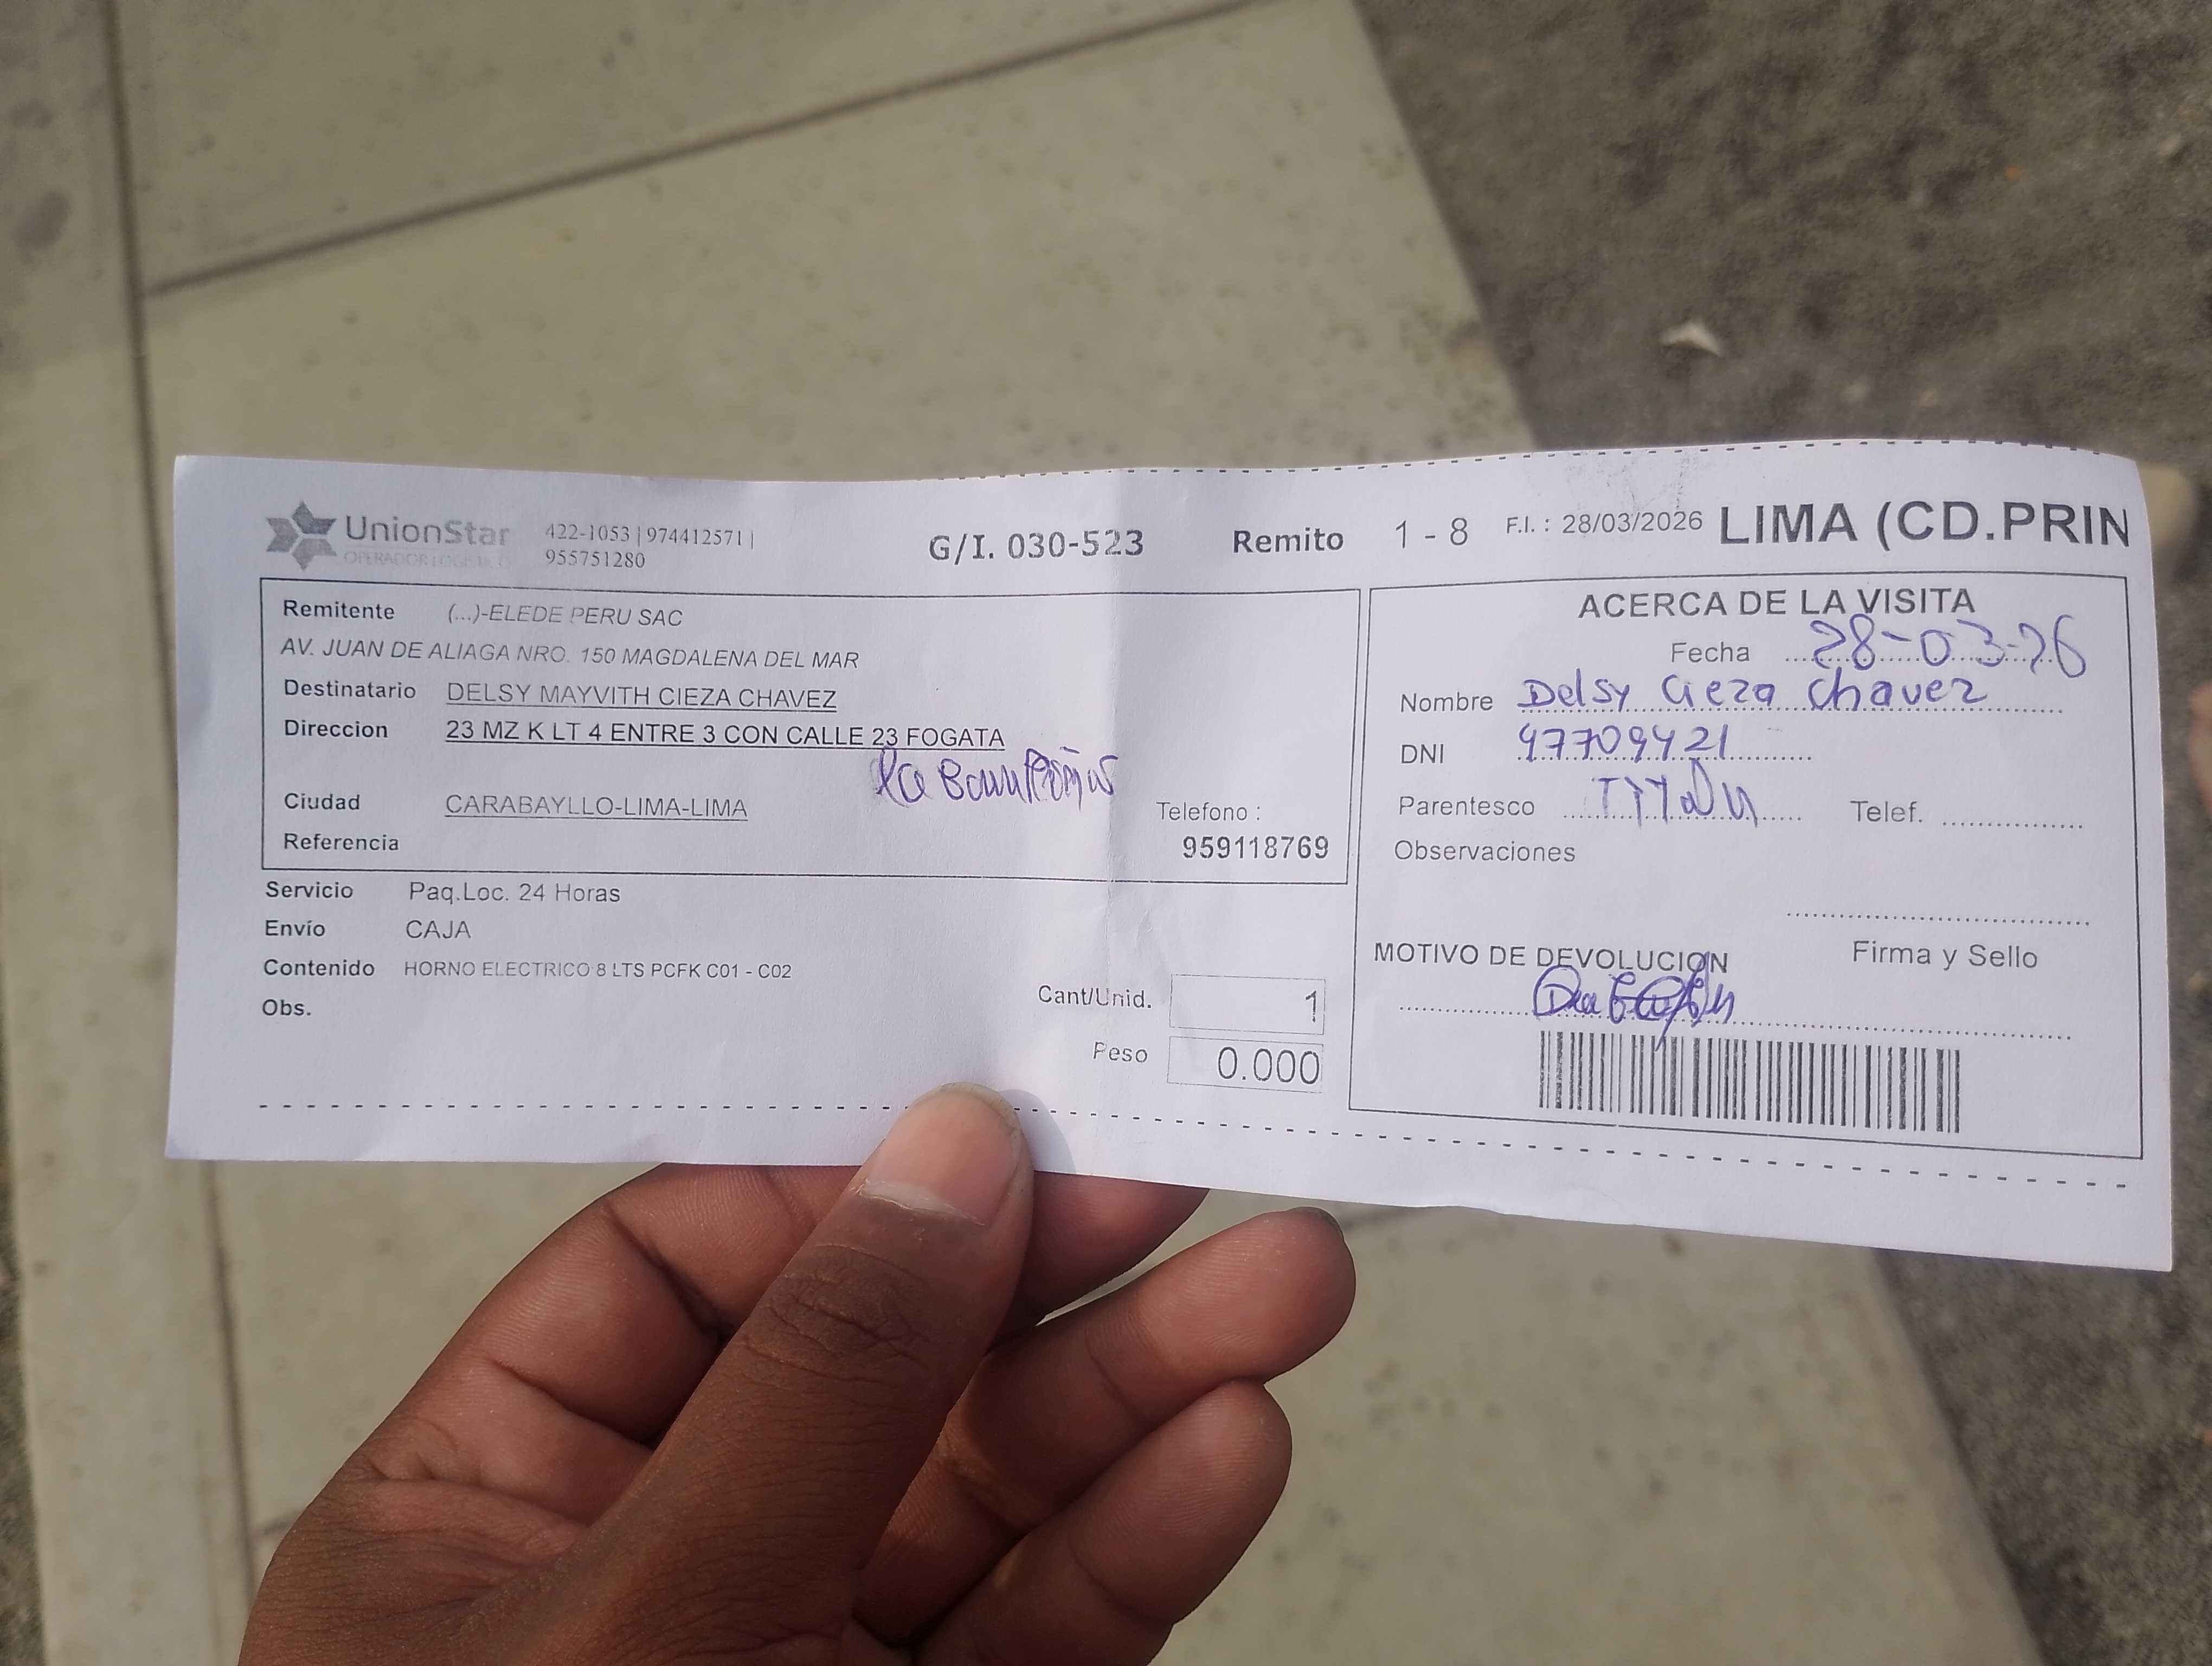 UnionStar
OPERADOR LOGISTICO
422-1053 | 974412571 |
955751280
G/I. 030-523
Remito 1 - 8
F.I. : 28/03/2026
LIMA (CD.PRIN
Remitente (...)-ELEDE PERU SAC
AV. JUAN DE ALIAGA NRO. 150 MAGDALENA DEL MAR
Destinatario DELSY MAYVITH CIEZA CHAVEZ
Direccion 23 MZ K LT 4 ENTRE 3 CON CALLE 23 FOGATA
Ciudad CARABAYLLO-LIMA-LIMA
Telefono :
Referencia
959118769
Servicio Paq.Loc. 24 Horas
Envío CAJA
Contenido HORNO ELECTRICO 8 LTS PCFK C01 - C02
Obs.
Cant/Unid. 1
Peso 0.000
ACERCA DE LA VISITA
Fecha 28-03-26
Nombre Delsy Cieza Chavez
DNI 97709421
Parentesco
Telef.
Observaciones
MOTIVO DE DEVOLUCION
Firma y Sello